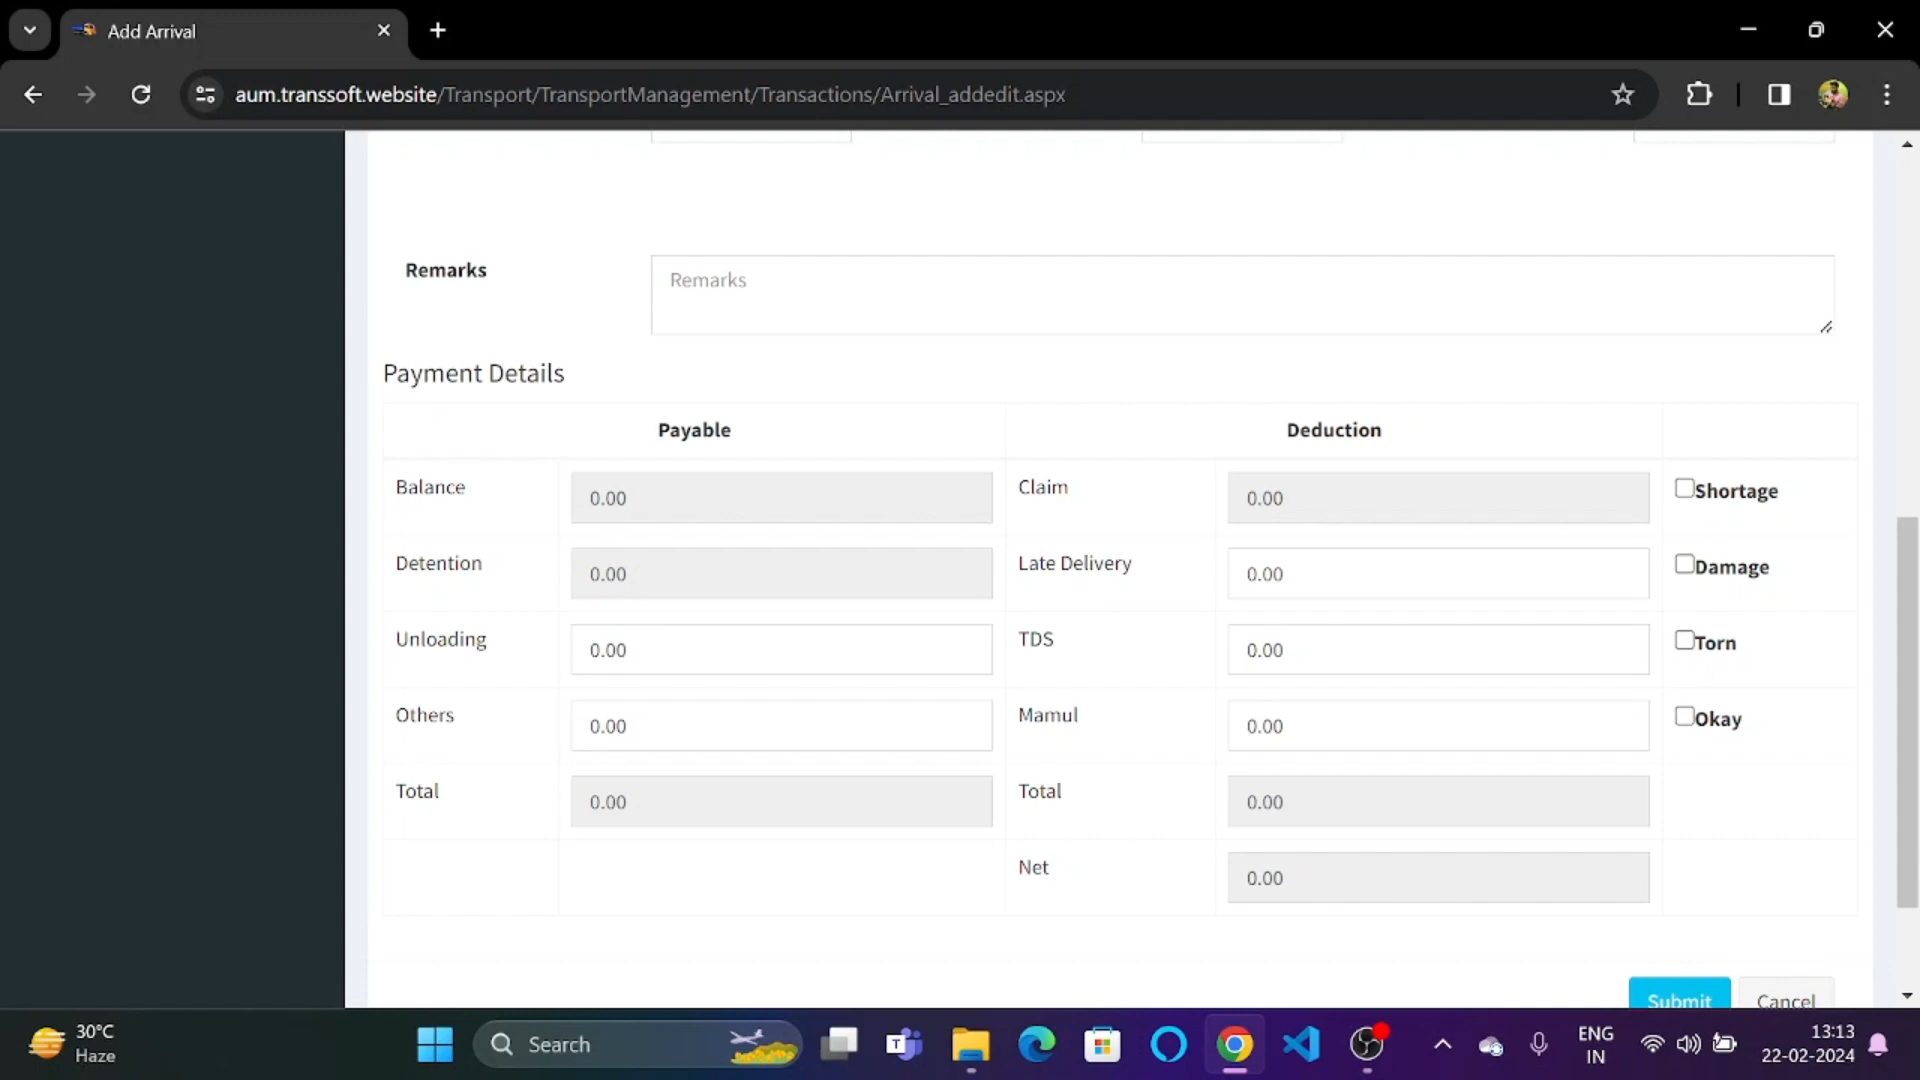 Add Arrival
aum.transsoft.website/Transport/TransportManagement/Transactions/Arrival_addedit.aspx
Remarks
Remarks
Payment Details
Payable Deduction
Balance 0.00 Claim 0.00 Shortage
Detention 0.00 Late Delivery 0.00 Damage
Unloading 0.00 TDS 0.00 Torn
Others 0.00 Mamul 0.00 Okay
Total 0.00 Total 0.00
Net 0.00
Submit Cancel
30°C
Haze
Search
ENG
IN
13:13
22-02-2024